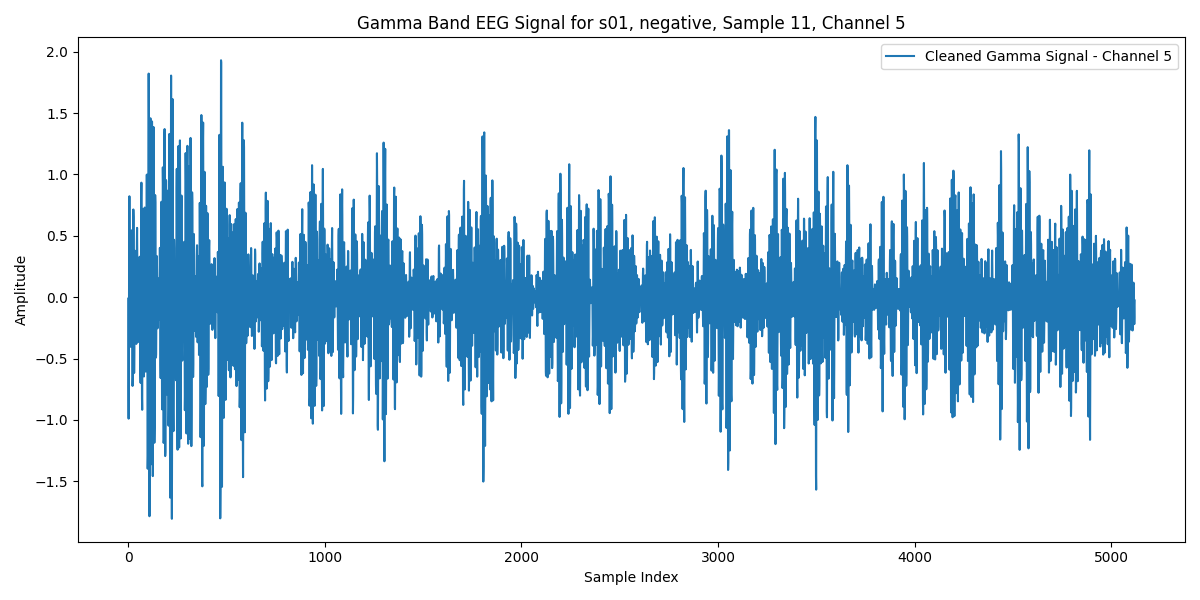 Gamma Band EEG Signal for s01, negative, Sample 11, Channel 5
Cleaned Gamma Signal - Channel 5
Amplitude
2.0
1.5
1.0
0.5
0.0
−0.5
−1.0
−1.5
0 1000 2000 3000 4000 5000
Sample Index